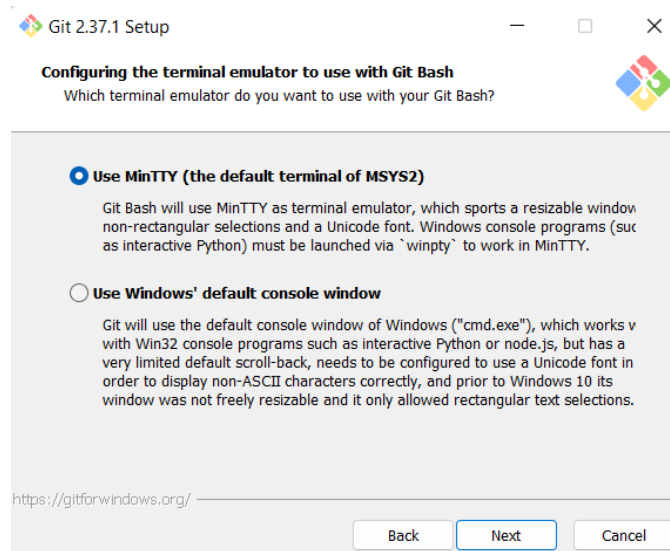 Git 2.37.1 Setup
Configuring the terminal emulator to use with Git Bash
Which terminal emulator do you want to use with your Git Bash?
Use MinTTY (the default terminal of MSYS2)
Git Bash will use MinTTY as terminal emulator, which sports a resizable window
non-rectangular selections and a Unicode font. Windows console programs (suc
as interactive Python) must be launched via `winpty` to work in MinTTY.
Use Windows' default console window
Git will use the default console window of Windows ("cmd.exe"), which works
with Win32 console programs such as interactive Python or node.js, but has a
very limited default scroll-back, needs to be configured to use a Unicode font in
order to display non-ASCII characters correctly, and prior to Windows 10 its
window was not freely resizable and it only allowed rectangular text selections.
https://gitforwindows.org/
Back Next Cancel